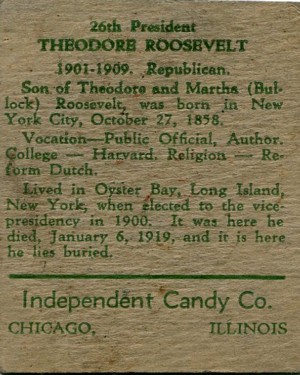 26th President
THEODORE ROOSEVELT
1901-1909. Republican.
Son of Theodore and Martha (Bul-
lock) Roosevelt, was born in New
York City, October 27, 1858.
Vocation—Public Official, Author.
College — Harvard. Religion — Re-
form Dutch.
Lived in Oyster Bay, Long Island,
New York, when elected to the vice-
presidency in 1900. It was here he
died, January 6, 1919, and it is here
he lies buried.
Independent Candy Co.
CHICAGO, ILLINOIS